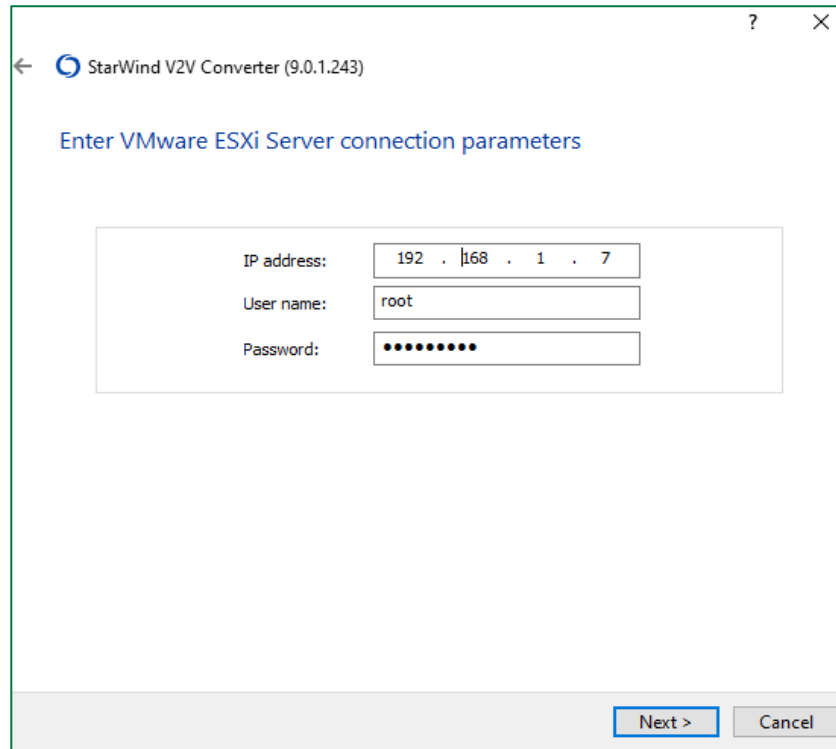 ?
StarWind V2V Converter (9.0.1.243)
Enter VMware ESXi Server connection parameters
IP address: 192 . 168 . 1 . 7
User name: root
Password: •••••••••
Next > Cancel